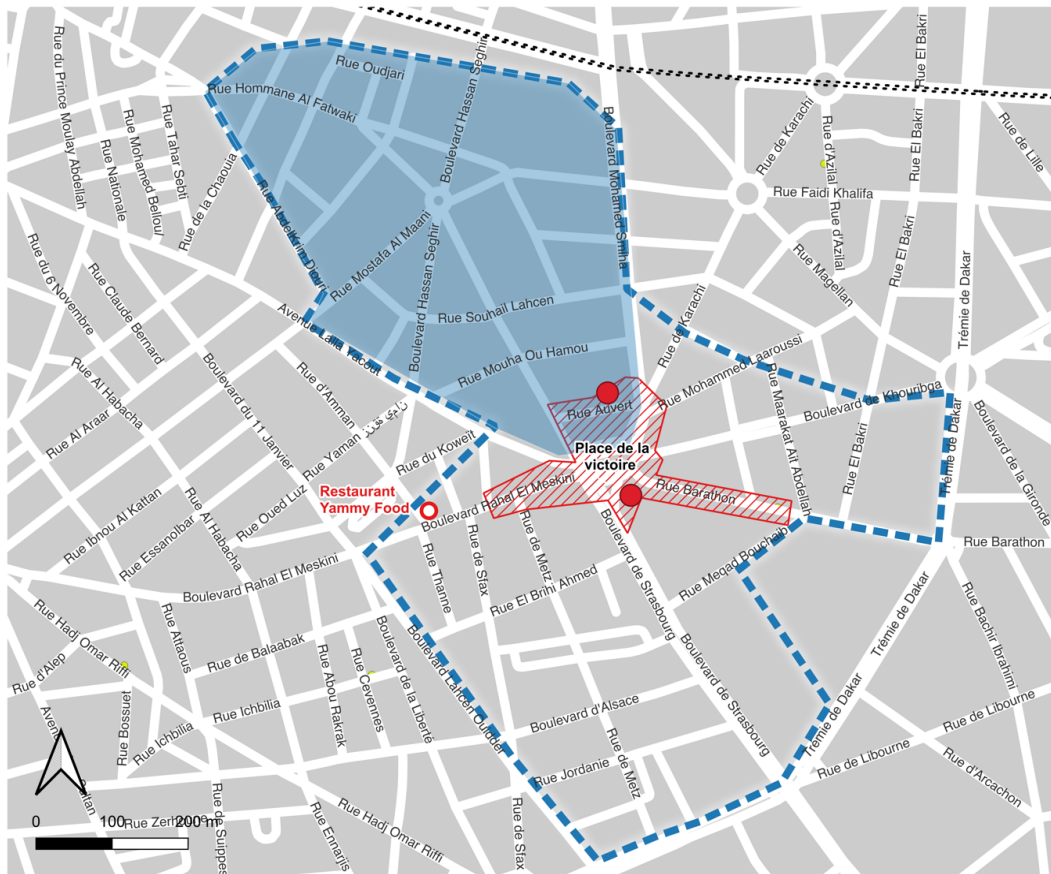 Rue El Bakri
Rue du Prince Moulay Abdellah
Rue Oudjari
Boulevard Hassan Seghir
Rue Hommane Al Fatwaki
Rue Tahar Sebti
Rue Mohamed Belloul
Rue Nationale
Rue de la Chaouia
Boulevard Mohamed Smiha
Rue de Karachi
Rue d'Azilal
Rue El Bakri
Rue de Lille
Rue Faidi Khalifa
Rue d'Azilal
Rue Abdelkrim Diouri
Rue Mostafa Al Maani
Boulevard Hassan Seghir
Rue El Bakri
Rue Magellan
Rue du 6 Novembre
Rue Claude Bernard
Avenue Lalla Yacout
Rue Souhail Lahcen
Rue de Karachi
Trémie de Dakar
Rue Mouha Ou Hamou
Rue Mohammed Laaroussi
Rue Al Habacha
Boulevard du 11 Janvier
Rue d'Amman
Rue Maarakat Aït Abdellah
Boulevard de Khouribga
Rue Auvert
Rue Al Araar
Rue Yaman
Rue du Koweït
Place de la
victoire
Rue El Bakri
Trémie de Dakar
Boulevard de la Gironde
Restaurant
Yammy Food
Rue Oued Luz
Boulevard Rahal El Meskini
Rue Barathon
Rue Ibnou Al Kattan
Rue Essanolbar
Rue Al Habacha
Rue de Sfax
Rue de Metz
Boulevard de Strasbourg
Rue Barathon
Rue Thanne
Rue Meqad Bouchaib
Rue El Brihi Ahmed
Boulevard Rahal El Meskini
Rue Hadj Omar Riffi
Rue Attaous
Rue de Balaabak
Rue Abou Rakrak
Rue Cevennes
Boulevard de la Liberté
Boulevard Lahcen Ouidder
Trémie de Dakar
Rue Bachir Ibrahimi
Rue d'Alep
Rue Bossuet
Rue Ichbilia
Rue Ichbilia
Boulevard d'Alsace
Boulevard de Strasbourg
Trémie de Dakar
Rue de Libourne
Rue de Libourne
Rue d'Arcachon
Rue Jordanie
Rue de Metz
Rue de Suippes
Rue Ennarjis
Rue Hadj Omar Riffi
Rue de Sfax
0 100 200 m